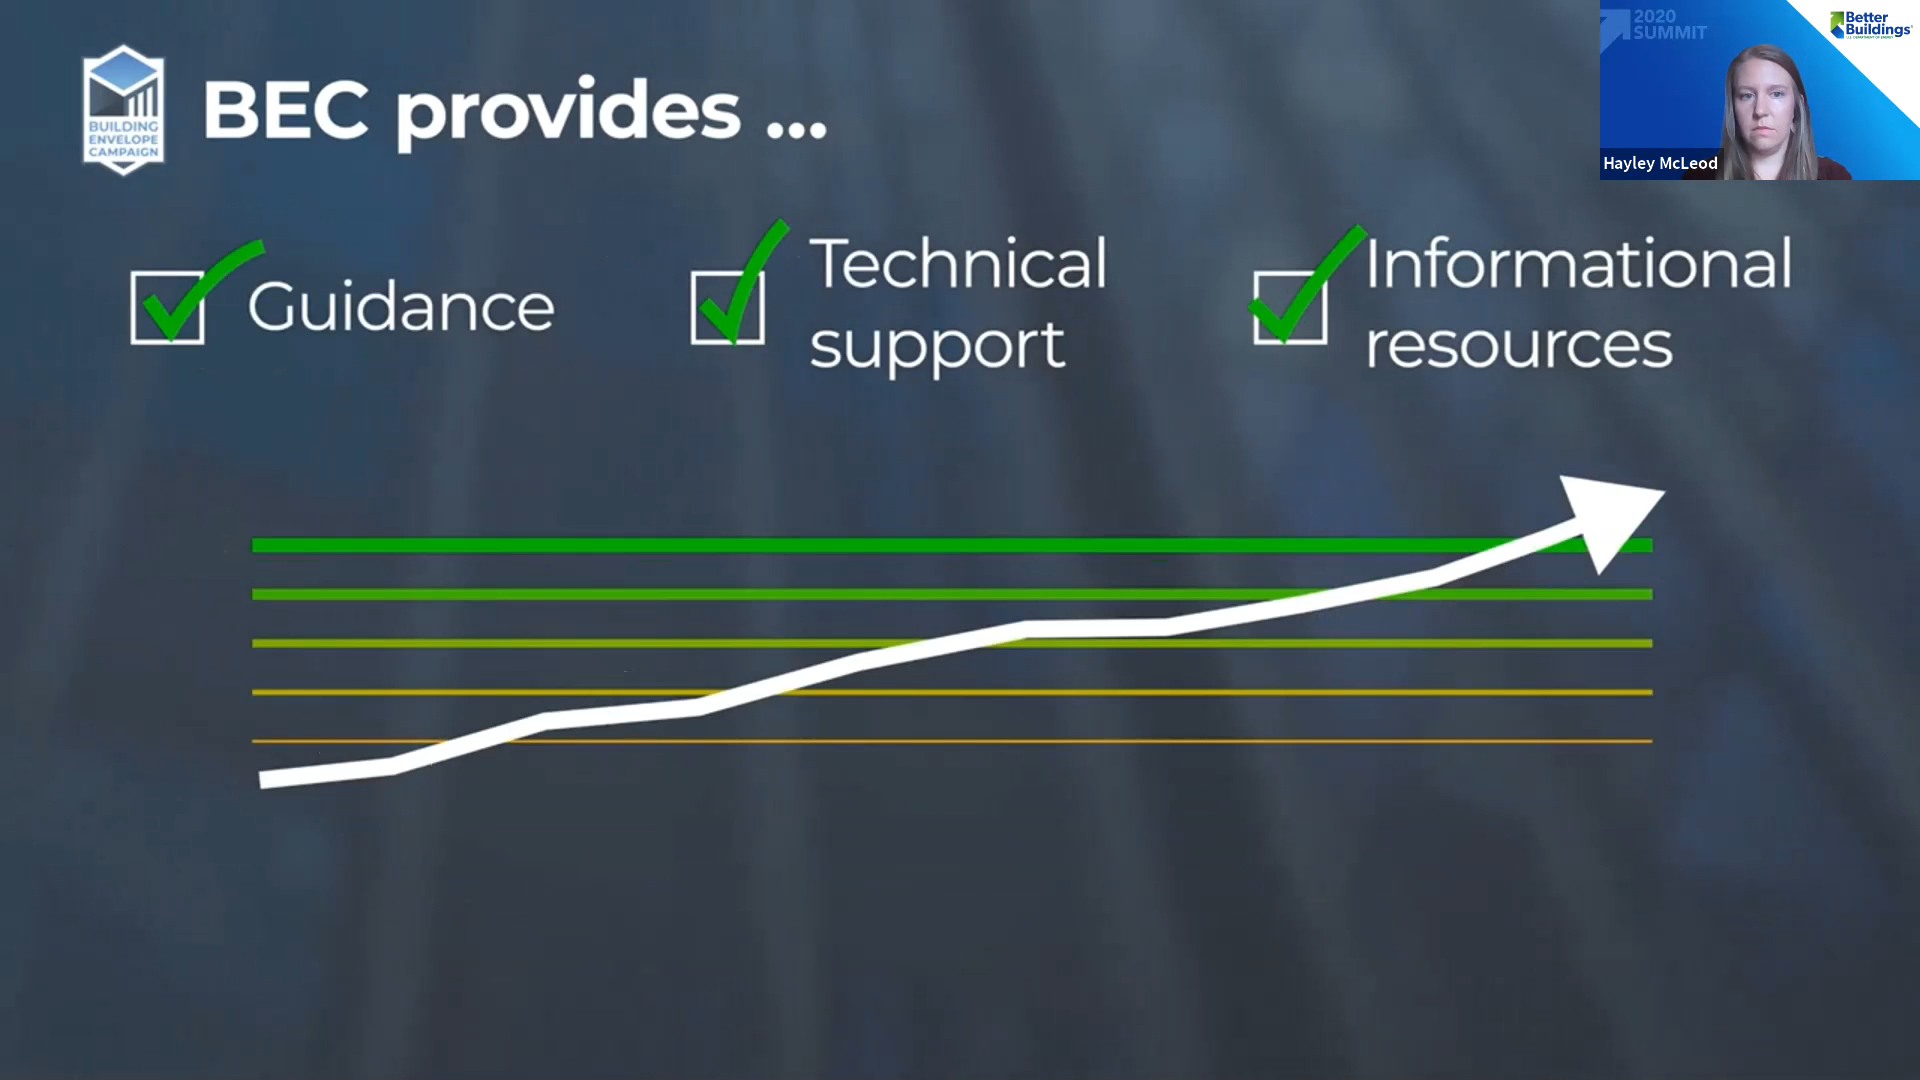 BUILDING
ENVELOPE
CAMPAIGN
BEC provides ...
2020
SUMMIT
Better
Buildings
Hayley McLeod
Guidance
Technical
support
Informational
resources